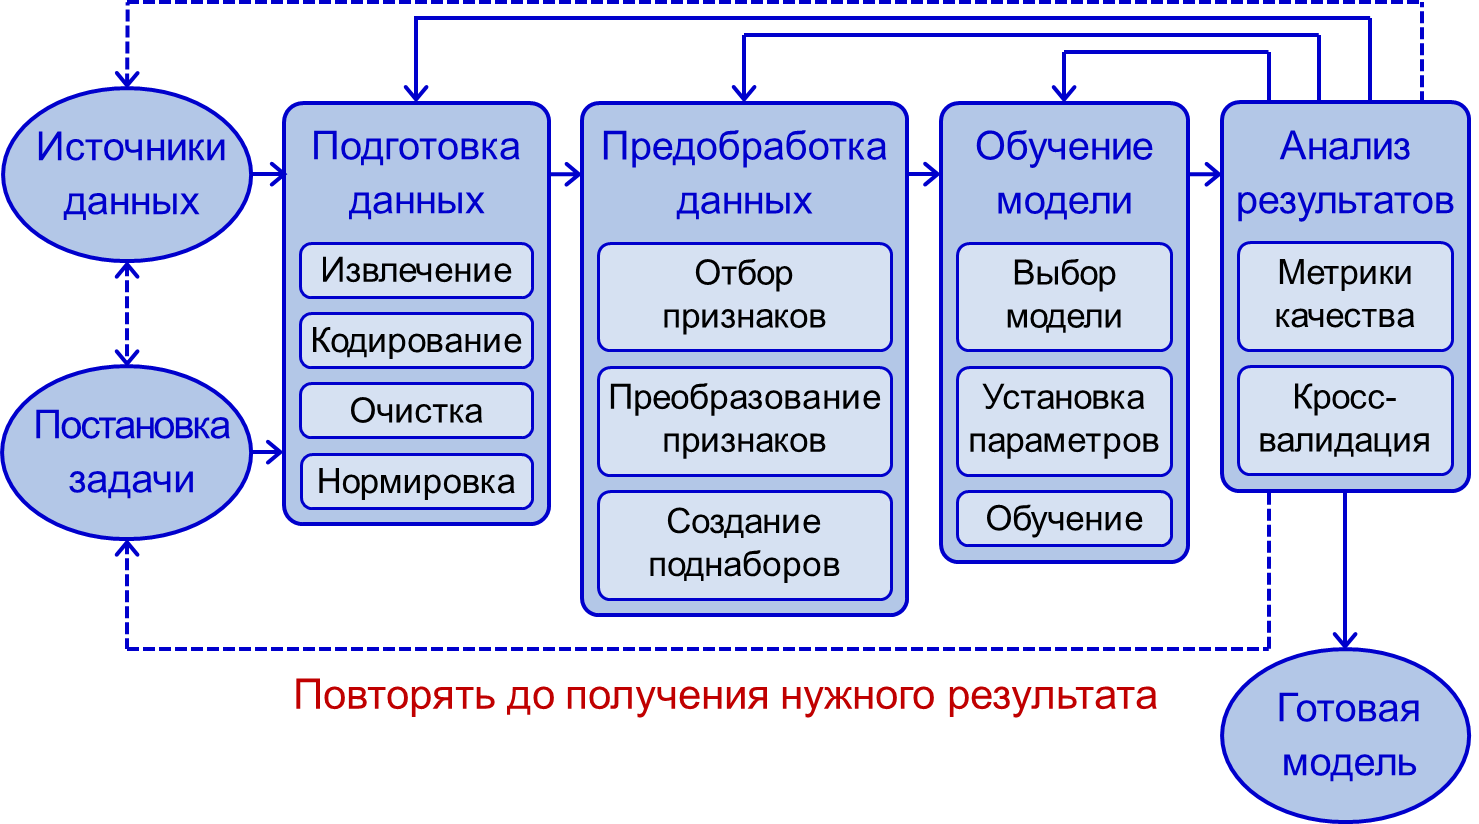 Источники
данных
Постановка
задачи
Подготовка
данных
Извлечение
Кодирование
Очистка
Нормировка
Предобработка
данных
Отбор
признаков
Преобразование
признаков
Создание
поднаборов
Обучение
модели
Выбор
модели
Установка
параметров
Обучение
Анализ
результатов
Метрики
качества
Кросс-
валидация
Повторять до получения нужного результата
Готовая
модель